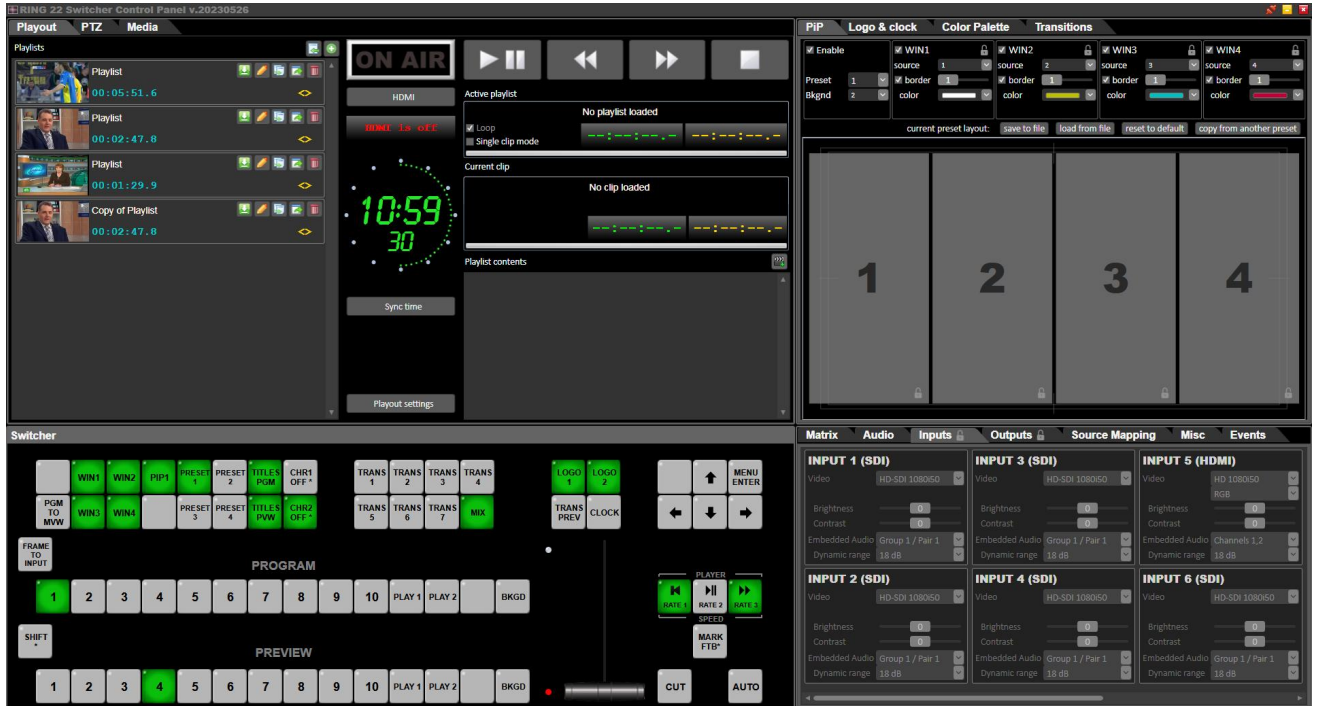 RING 22 Switcher Control Panel v.20230526
Playout PTZ Media
Playlists
Playlist
00:05:51.6 <>
Playlist
00:02:47.8 <>
Playlist
00:01:29.9 <>
Copy of Playlist
00:02:47.8 <>
ON AIR
HDMI
HDMI is off
10:59
30
Sync time
Playout settings
Active playlist
No playlist loaded
Loop
Single clip mode
--:--:--.- --:--:--.-
Current clip
No clip loaded
--:--:--.- --:--:--.-
Playlist contents
PiP Logo & clock Color Palette Transitions
Enable WIN1 WIN2 WIN3 WIN4
source 1 source 2 source 3 source 4
Preset 1 border 1 border 1 border 1 border 1
Bkgnd 2 color color color color
current preset layout: save to file load from file reset to default copy from another preset
1 2 3 4
Switcher
WIN1 WIN2 PIP1 PRESET 1 PRESET 2 TITLES PGM CHR1 OFF * TRANS 1 TRANS 2 TRANS 3 TRANS 4 LOGO 1 LOGO 2 MENU ENTER
PGM TO MVW WIN3 WIN4 PRESET 3 PRESET 4 TITLES PVW CHR2 OFF * TRANS 5 TRANS 6 TRANS 7 MIX TRANS PREV CLOCK
FRAME TO INPUT
PROGRAM
1 2 3 4 5 6 7 8 9 10 PLAY 1 PLAY 2 BKGD
PLAYER
RATE 1 RATE 2 RATE 3
SPEED
SHIFT *
MARK FTB*
PREVIEW
1 2 3 4 5 6 7 8 9 10 PLAY 1 PLAY 2 BKGD
CUT AUTO
Matrix Audio Inputs Outputs Source Mapping Misc Events
INPUT 1 (SDI) INPUT 3 (SDI) INPUT 5 (HDMI)
Video HD-SDI 1080i50 Video HD-SDI 1080i50 Video HD 1080i50
RGB
Brightness 0 Brightness 0 Brightness 0
Contrast 0 Contrast 0 Contrast 0
Embedded Audio Group 1 / Pair 1 Embedded Audio Group 1 / Pair 1 Embedded Audio Channels 1,2
Dynamic range 18 dB Dynamic range 18 dB Dynamic range 18 dB
INPUT 2 (SDI) INPUT 4 (SDI) INPUT 6 (SDI)
Video HD-SDI 1080i50 Video HD-SDI 1080i50 Video HD-SDI 1080i50
Brightness 0 Brightness 0 Brightness 0
Contrast 0 Contrast 0 Contrast 0
Embedded Audio Group 1 / Pair 1 Embedded Audio Group 1 / Pair 1 Embedded Audio Group 1 / Pair 1
Dynamic range 18 dB Dynamic range 18 dB Dynamic range 18 dB